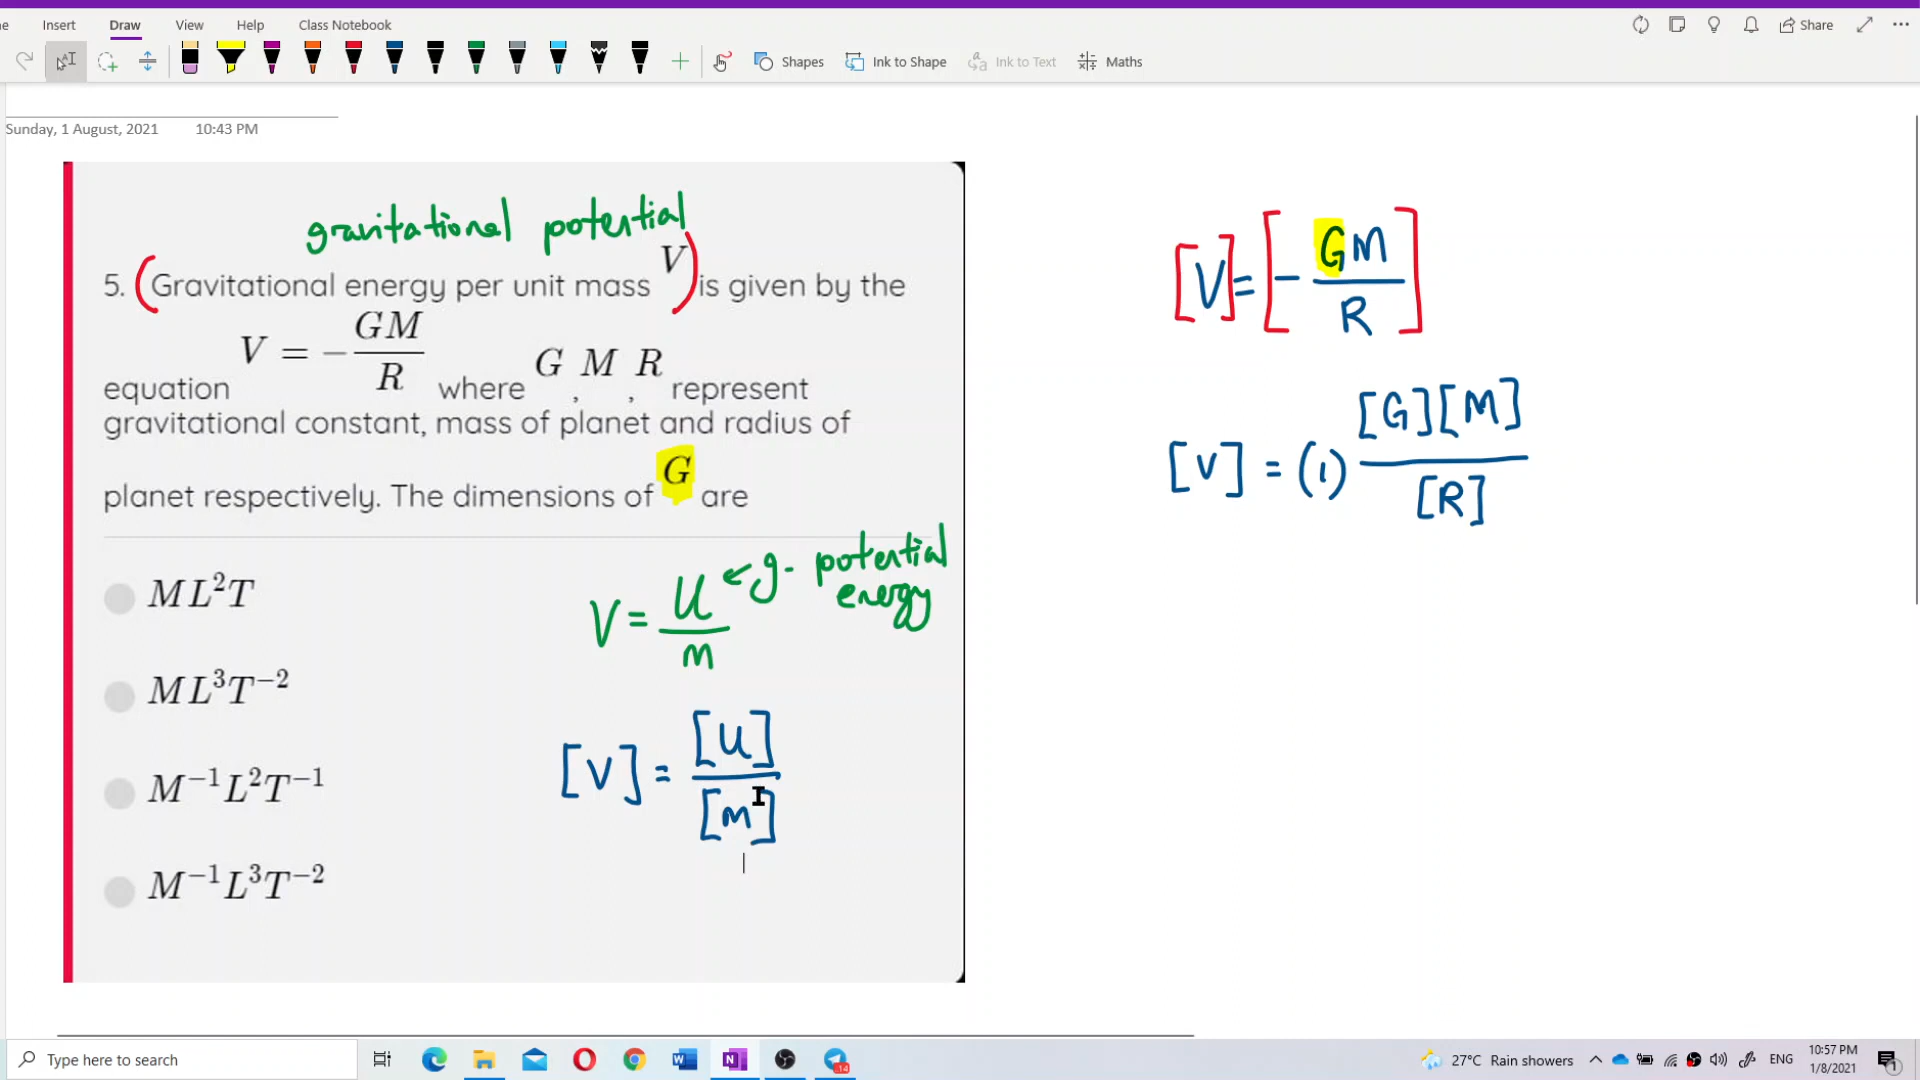 e Insert Draw View Help Class Notebook Share
Shapes Ink to Shape Ink to Text Maths
Sunday, 1 August, 2021 10:43 PM
gravitational potential
5. (Gravitational energy per unit mass V) is given by the
equation V = -GM/R where G, M, R represent
gravitational constant, mass of planet and radius of
planet respectively. The dimensions of G are
ML²T
ML³T⁻²
M⁻¹L²T⁻¹
M⁻¹L³T⁻²
V = U/m ← g. potential energy
[V] = [U]/[m]
[V] = [-GM/R]
[V] = (1) [G][M]/[R]
Type here to search
14
27°C Rain showers
ENG
10:57 PM
1/8/2021
1